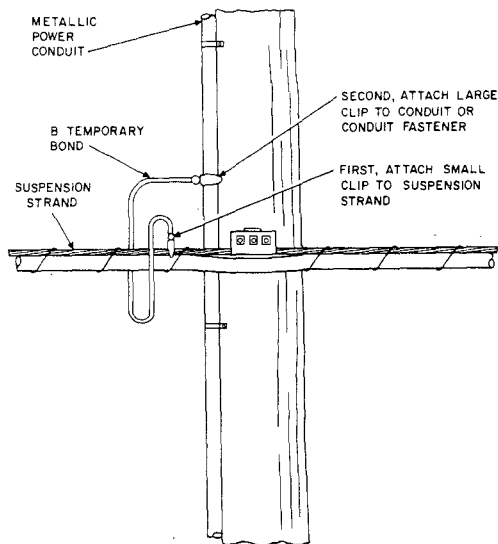 METALLIC
POWER
CONDUIT
SECOND, ATTACH LARGE
CLIP TO CONDUIT OR
CONDUIT FASTENER
B TEMPORARY
BOND
FIRST, ATTACH SMALL
CLIP TO SUSPENSION
STRAND
SUSPENSION
STRAND